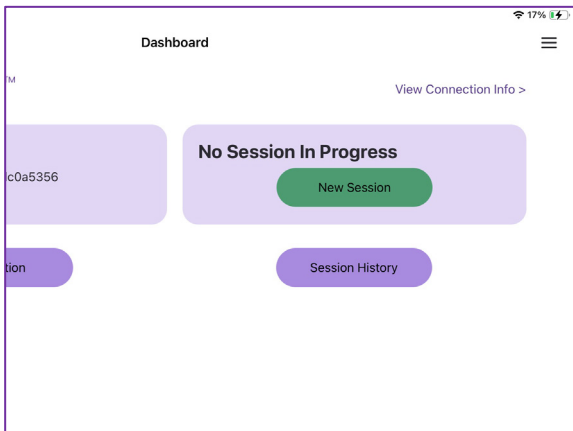 17%
Dashboard
TM
View Connection Info >
No Session In Progress
c0a5356
New Session
tion
Session History